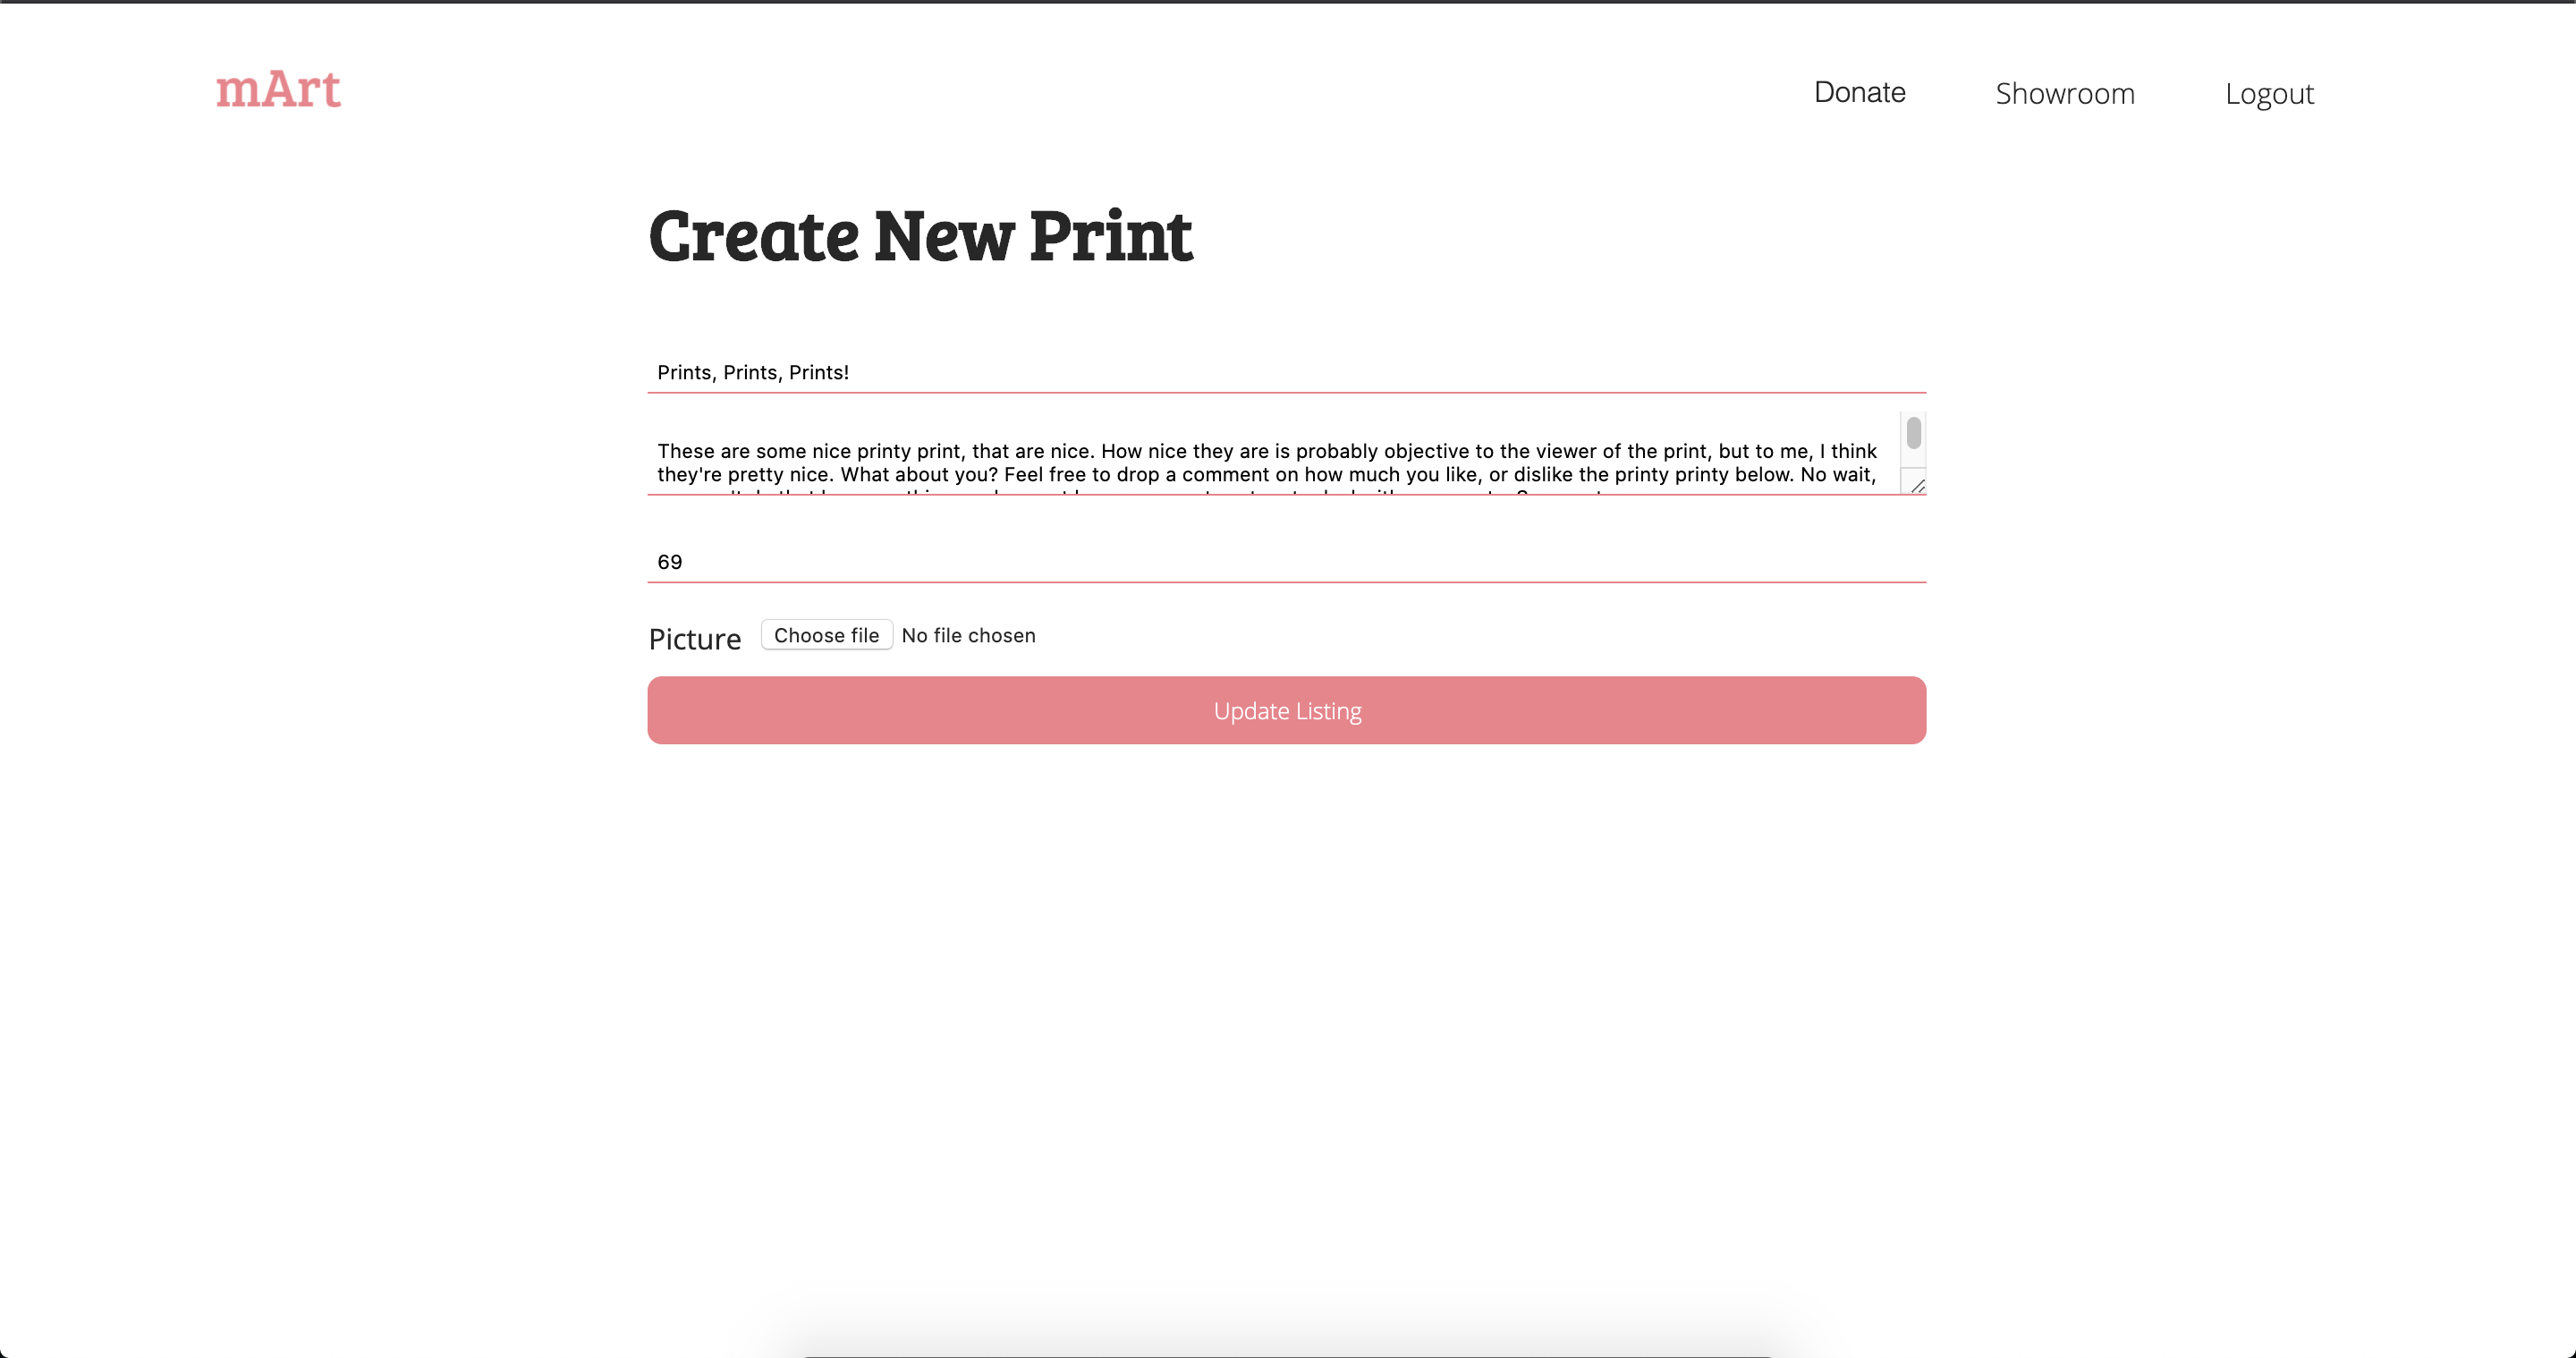 mArt
Donate Showroom Logout
Create New Print
Prints, Prints, Prints!
These are some nice printy print, that are nice. How nice they are is probably objective to the viewer of the print, but to me, I think
they're pretty nice. What about you? Feel free to drop a comment on how much you like, or dislike the printy printy below. No wait,
69
Picture Choose file No file chosen
Update Listing